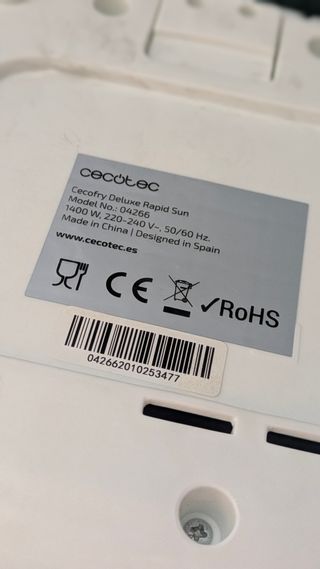 cecotec
Cecofry Deluxe Rapid Sun
Model No.: 04266
1400 W, 220-240 V~, 50/60 Hz.
Made in China | Designed in Spain
www.cecotec.es
CE
✓RoHS
042662010253477